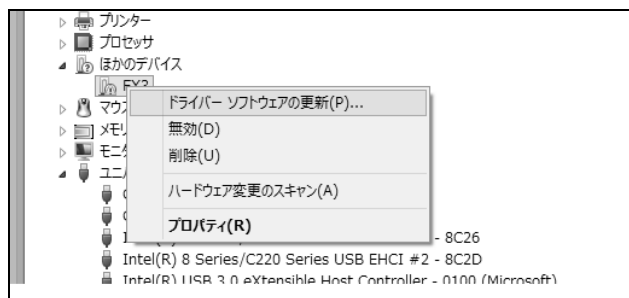 プリンター
プロセッサ
ほかのデバイス
FX3
ドライバー ソフトウェアの更新(P)...
無効(D)
削除(U)
ハードウェア変更のスキャン(A)
プロパティ(R)
- 8C26
Intel(R) 8 Series/C220 Series USB EHCI #2 - 8C2D
Intel(R) USB 3.0 eXtensible Host Controller - 0100 (Microsoft)